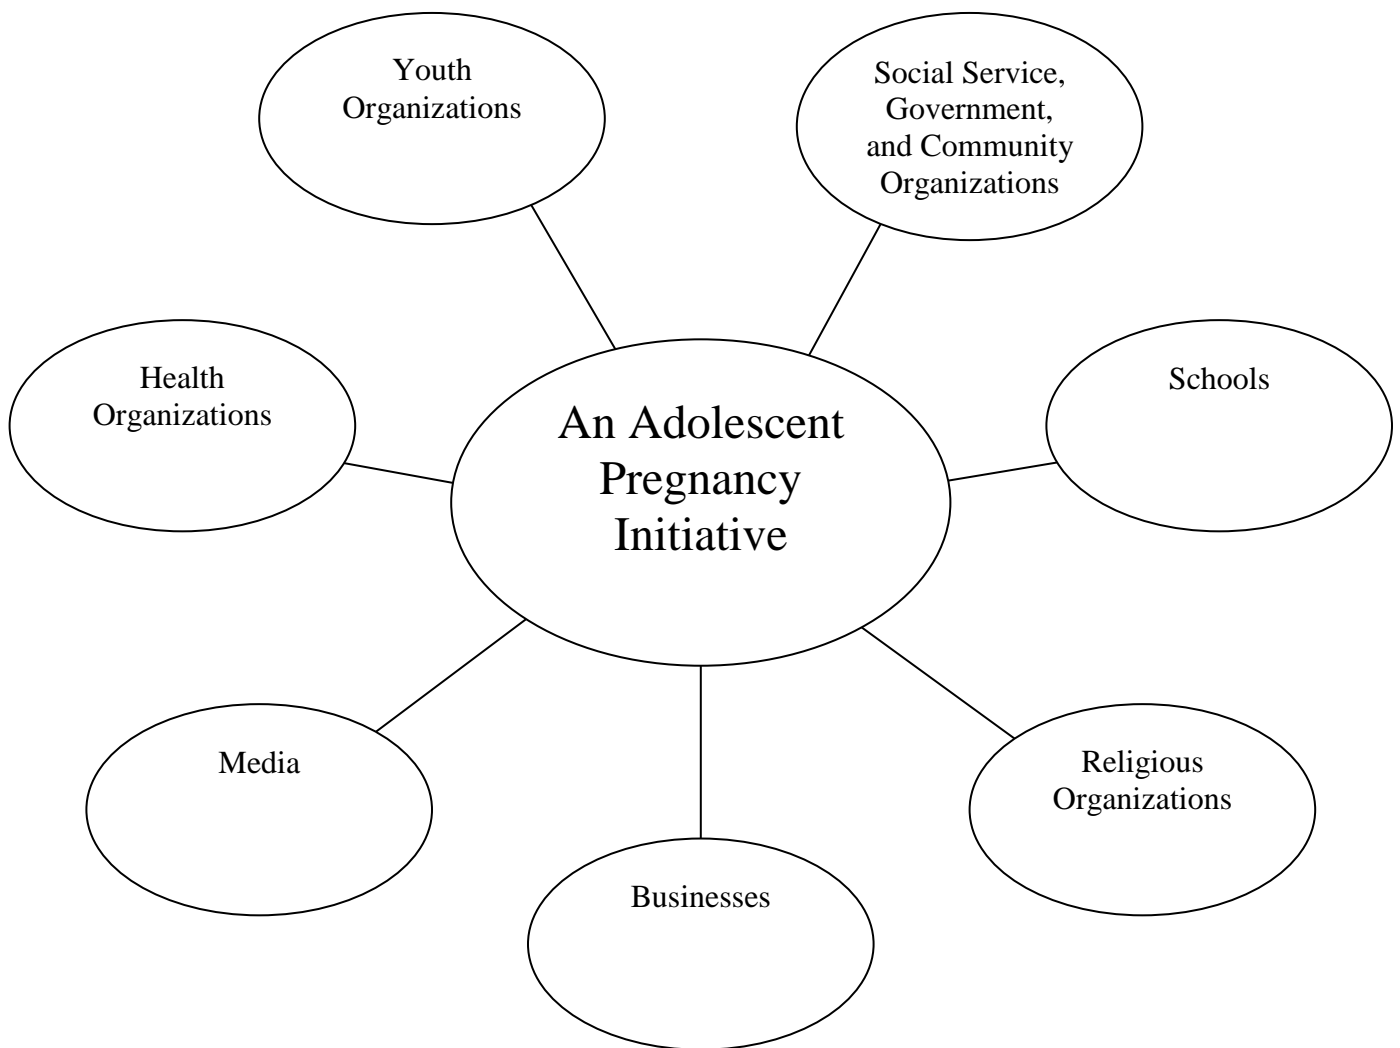 Youth
Organizations
Social Service,
Government,
and Community
Organizations
Health
Organizations
Schools
An Adolescent
Pregnancy
Initiative
Media
Religious
Organizations
Businesses